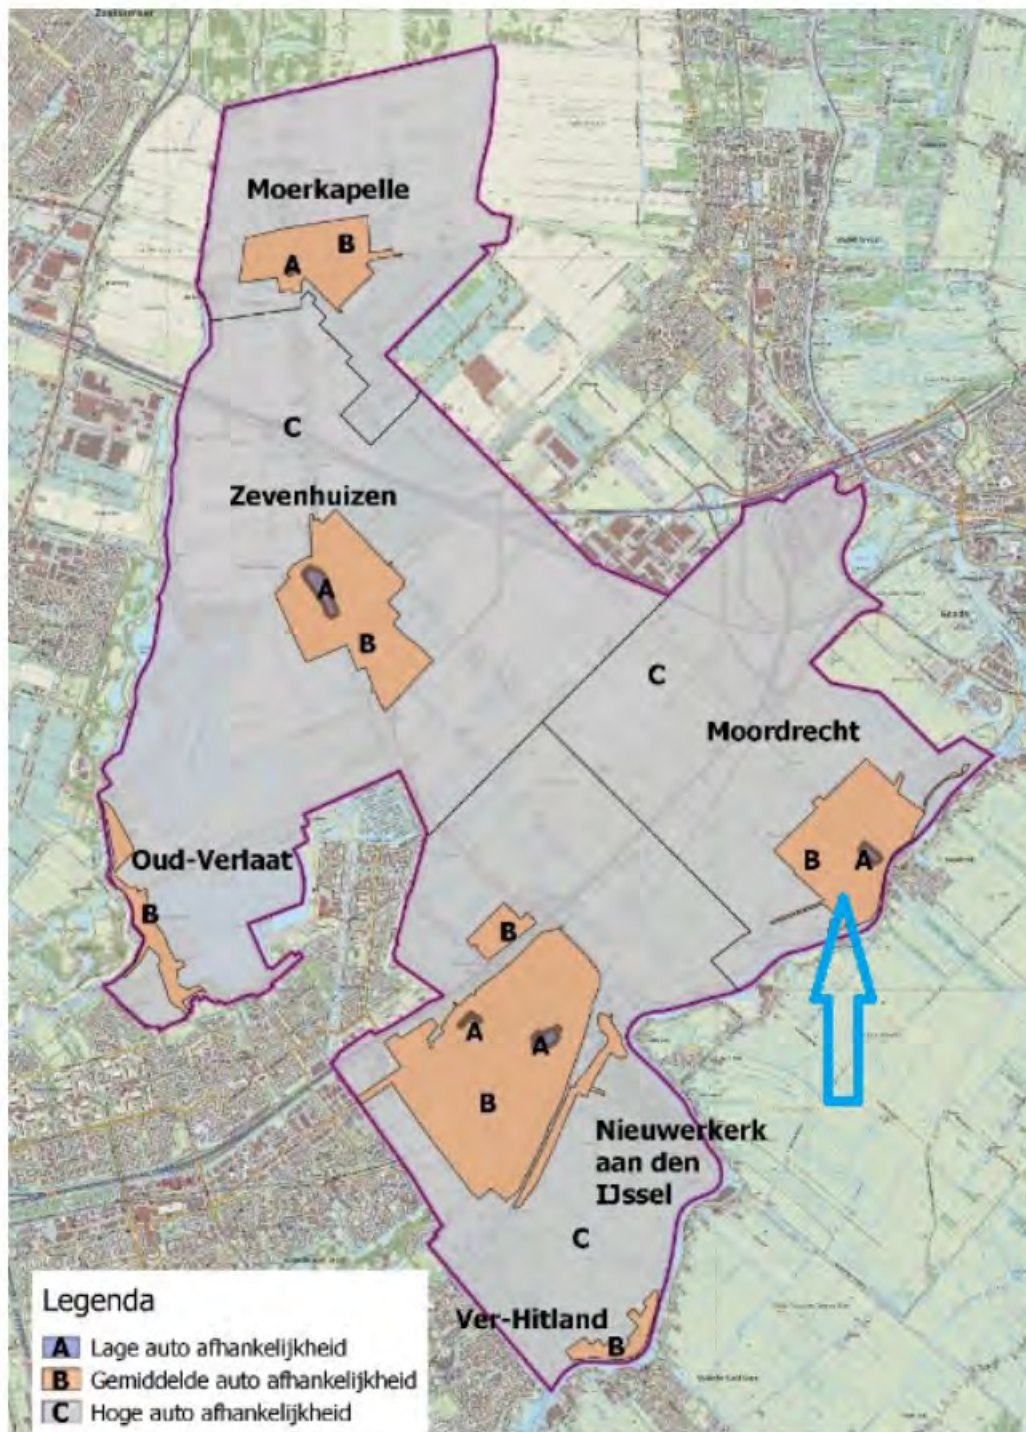 Moerkapelle
B
A
C
Zevenhuizen
A
B
C
Moordrecht
Oud-Verlaat
B
A
B
B
A
A
B
Nieuwerkerk
aan den
IJssel
C
Ver-Hitland
B
Legenda
A Lage auto afhankelijkheid
B Gemiddelde auto afhankelijkheid
C Hoge auto afhankelijkheid